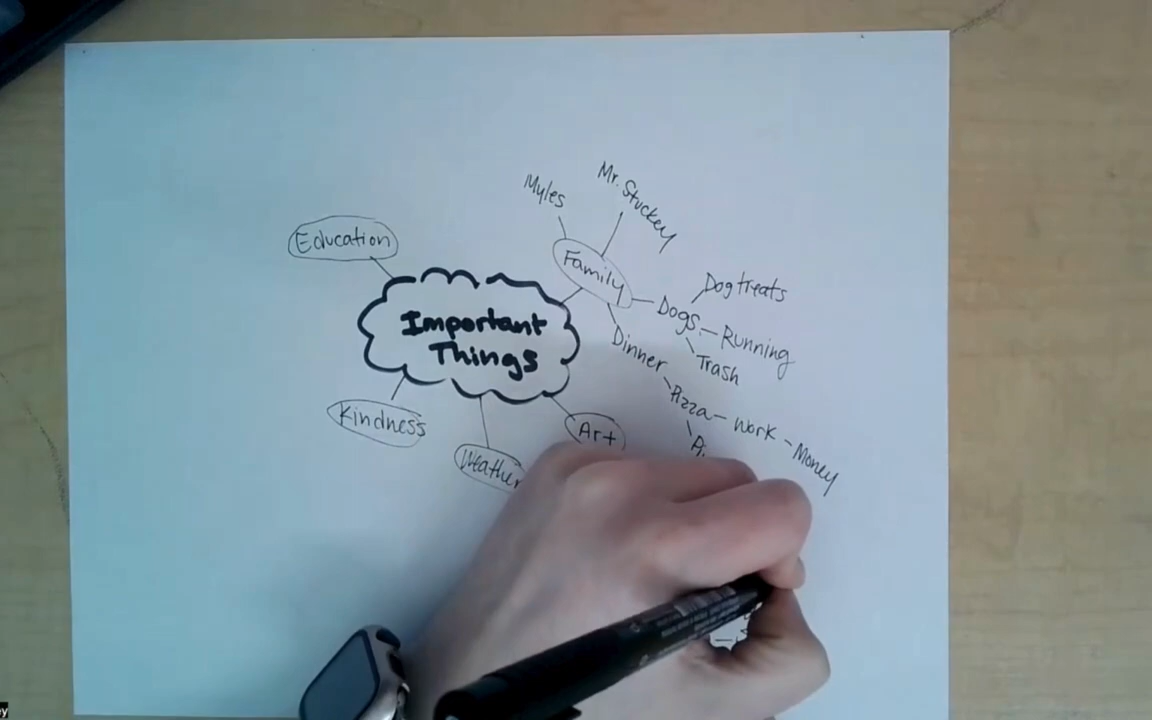 Myles
Mr. Stuckey
Education
Family
Dog treats
Dogs
Running
Trash
Dinner
Important
Things
Pizza
Work
Money
Kindness
Art
Weather